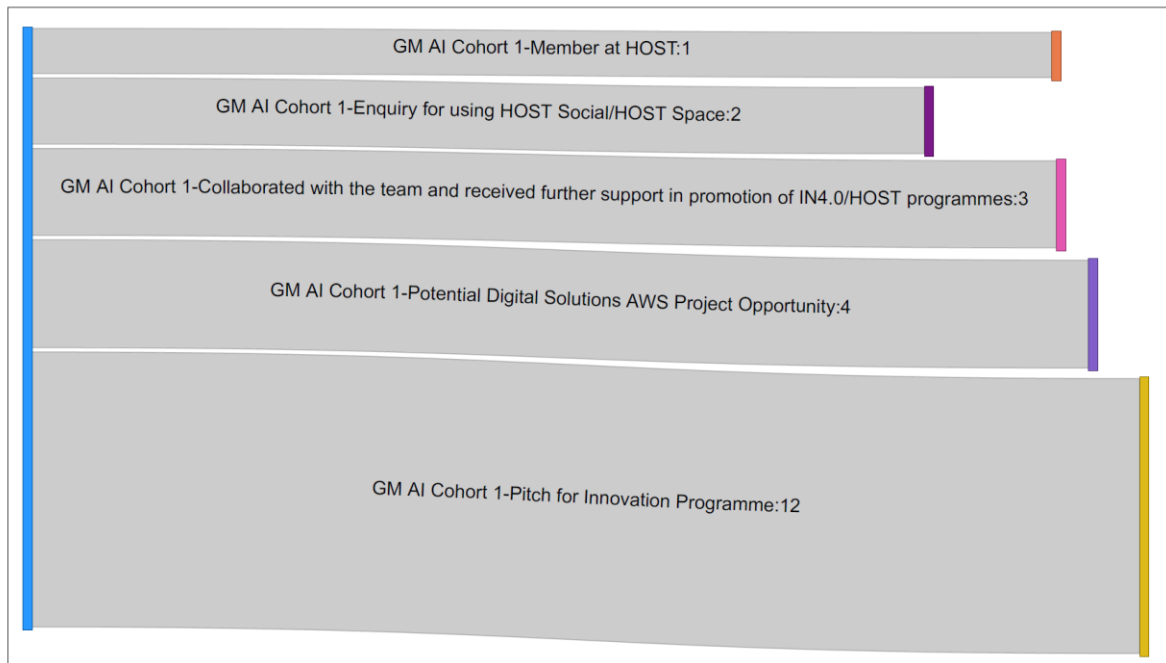 GM AI Cohort 1-Member at HOST:1
GM AI Cohort 1-Enquiry for using HOST Social/HOST Space:2
GM AI Cohort 1-Collaborated with the team and received further support in promotion of IN4.0/HOST programmes:3
GM AI Cohort 1-Potential Digital Solutions AWS Project Opportunity:4
GM AI Cohort 1-Pitch for Innovation Programme:12